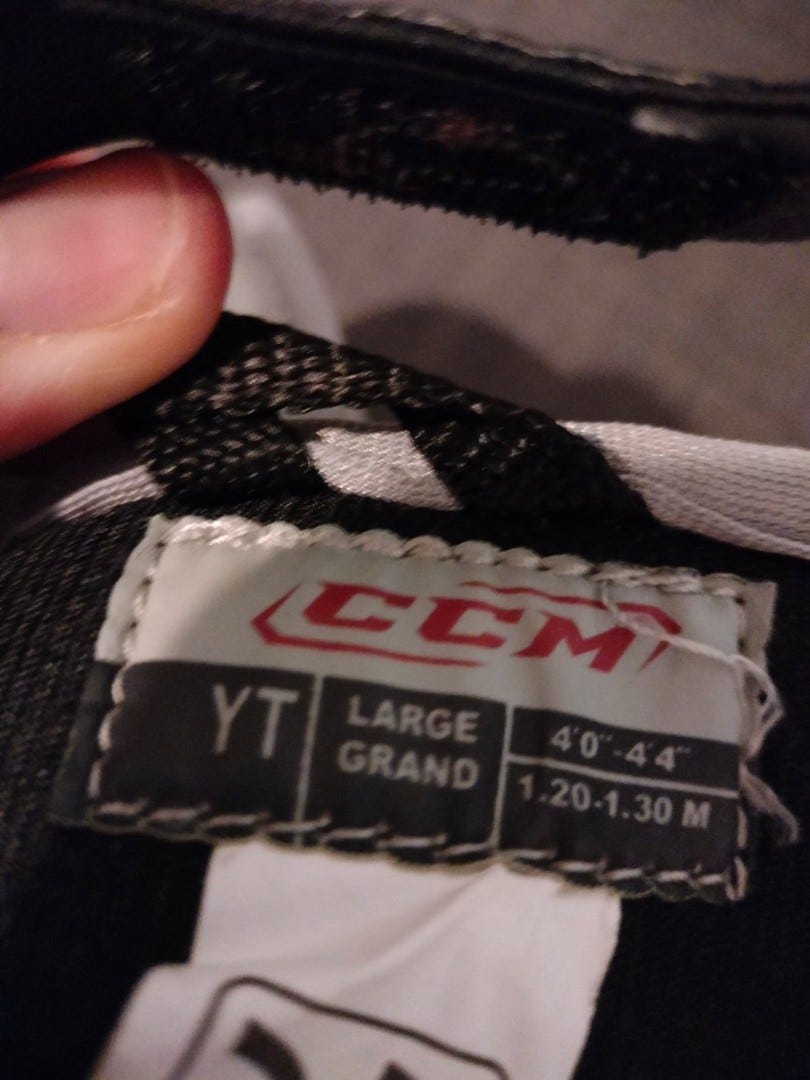 CCM
YT
LARGE
GRAND
4'0"-4'4"
1.20-1.30 M